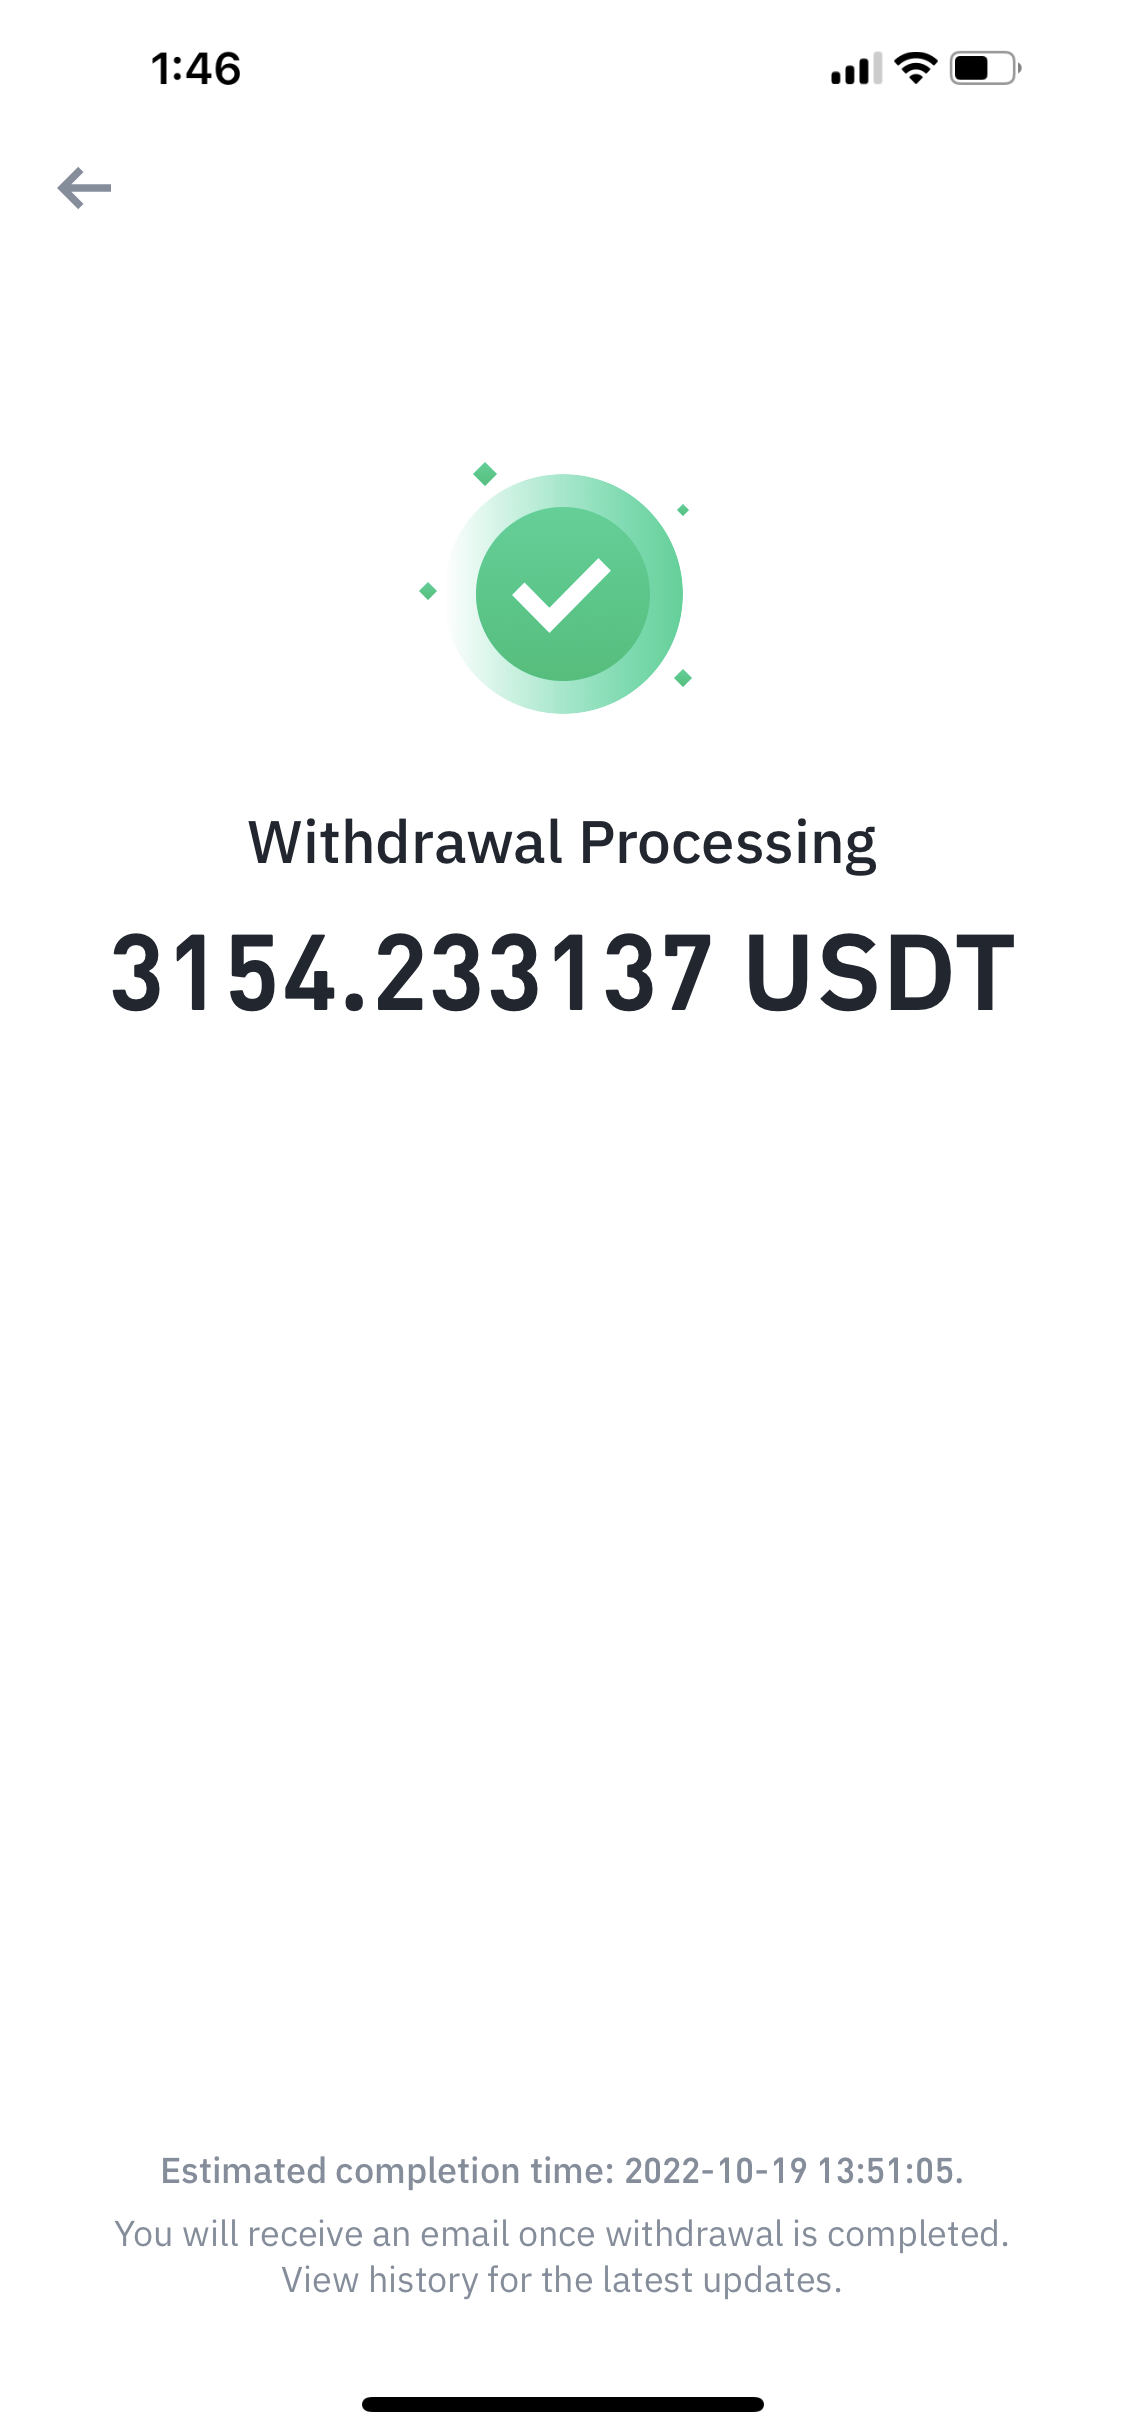 1:46
Withdrawal Processing
3154.233137 USDT
Estimated completion time: 2022-10-19 13:51:05.
You will receive an email once withdrawal is completed.
View history for the latest updates.